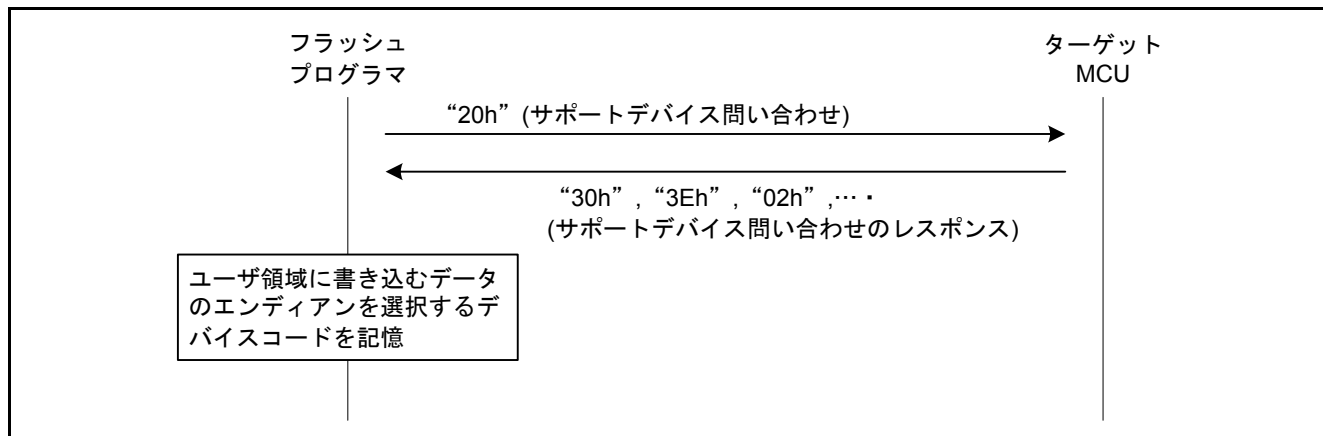 フラッシュ
プログラマ
ターゲット
MCU
“20h” (サポートデバイス問い合わせ)
“30h” , “3Eh” , “02h” ,…・
(サポートデバイス問い合わせのレスポンス)
ユーザ領域に書き込むデータ
のエンディアンを選択するデ
バイスコードを記憶